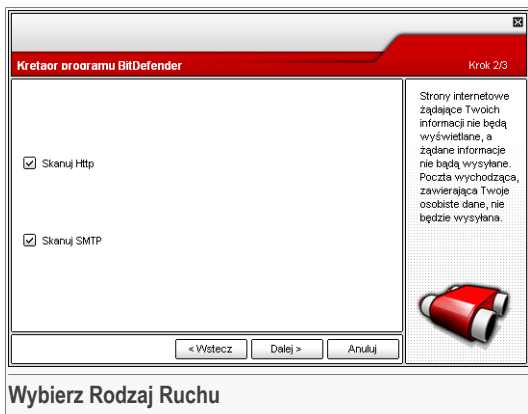 Kretaor programu BitDefender
Krok 2/3
Skanuj Http
Skanuj SMTP
Strony internetowe
żądające Twoich
informacji nie będą
wyświetlane, a
żądane informacje
nie bądą wysyłane.
Poczta wychodząca,
zawierająca Twoje
osobiste dane, nie
będzie wysyłana.
< Wstecz
Dalej >
Anuluj
Wybierz Rodzaj Ruchu